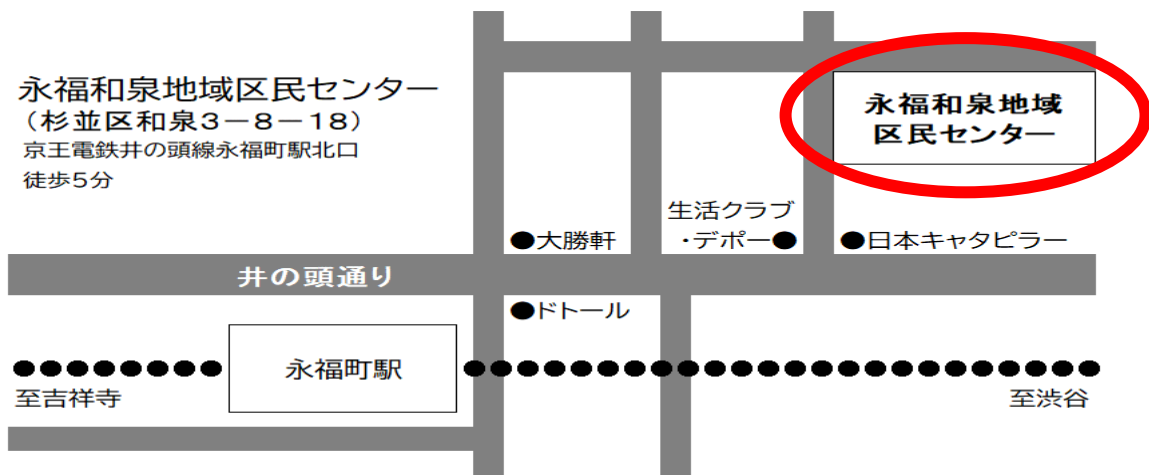 永福和泉地域区民センター
（杉並区和泉3－8－18）
京王電鉄井の頭線永福町駅北口
徒歩5分
永福和泉地域
区民センター
生活クラブ
・デポー●
●大勝軒
●日本キャタピラー
井の頭通り
●ドトール
永福町駅
至吉祥寺
至渋谷